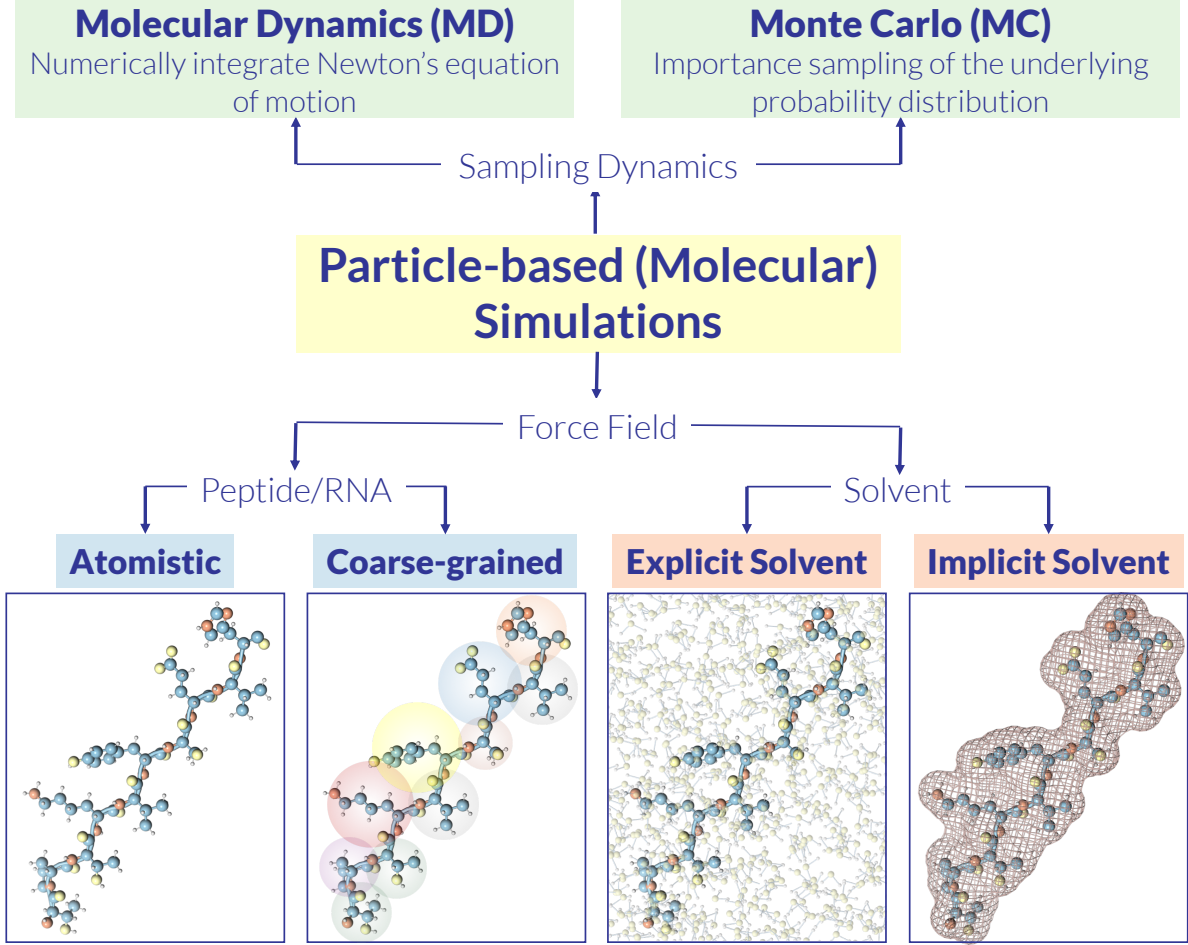 Molecular Dynamics (MD)
Numerically integrate Newton’s equation
of motion
Monte Carlo (MC)
Importance sampling of the underlying
probability distribution
Sampling Dynamics
Particle-based (Molecular)
Simulations
Force Field
Peptide/RNA
Solvent
Atomistic
Coarse-grained
Explicit Solvent
Implicit Solvent